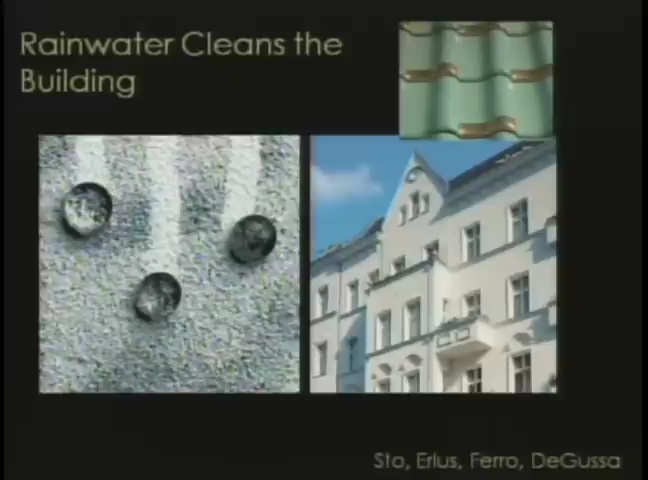 Rainwater Cleans the
Building
Sto, Erlus, Ferro, DeGussa